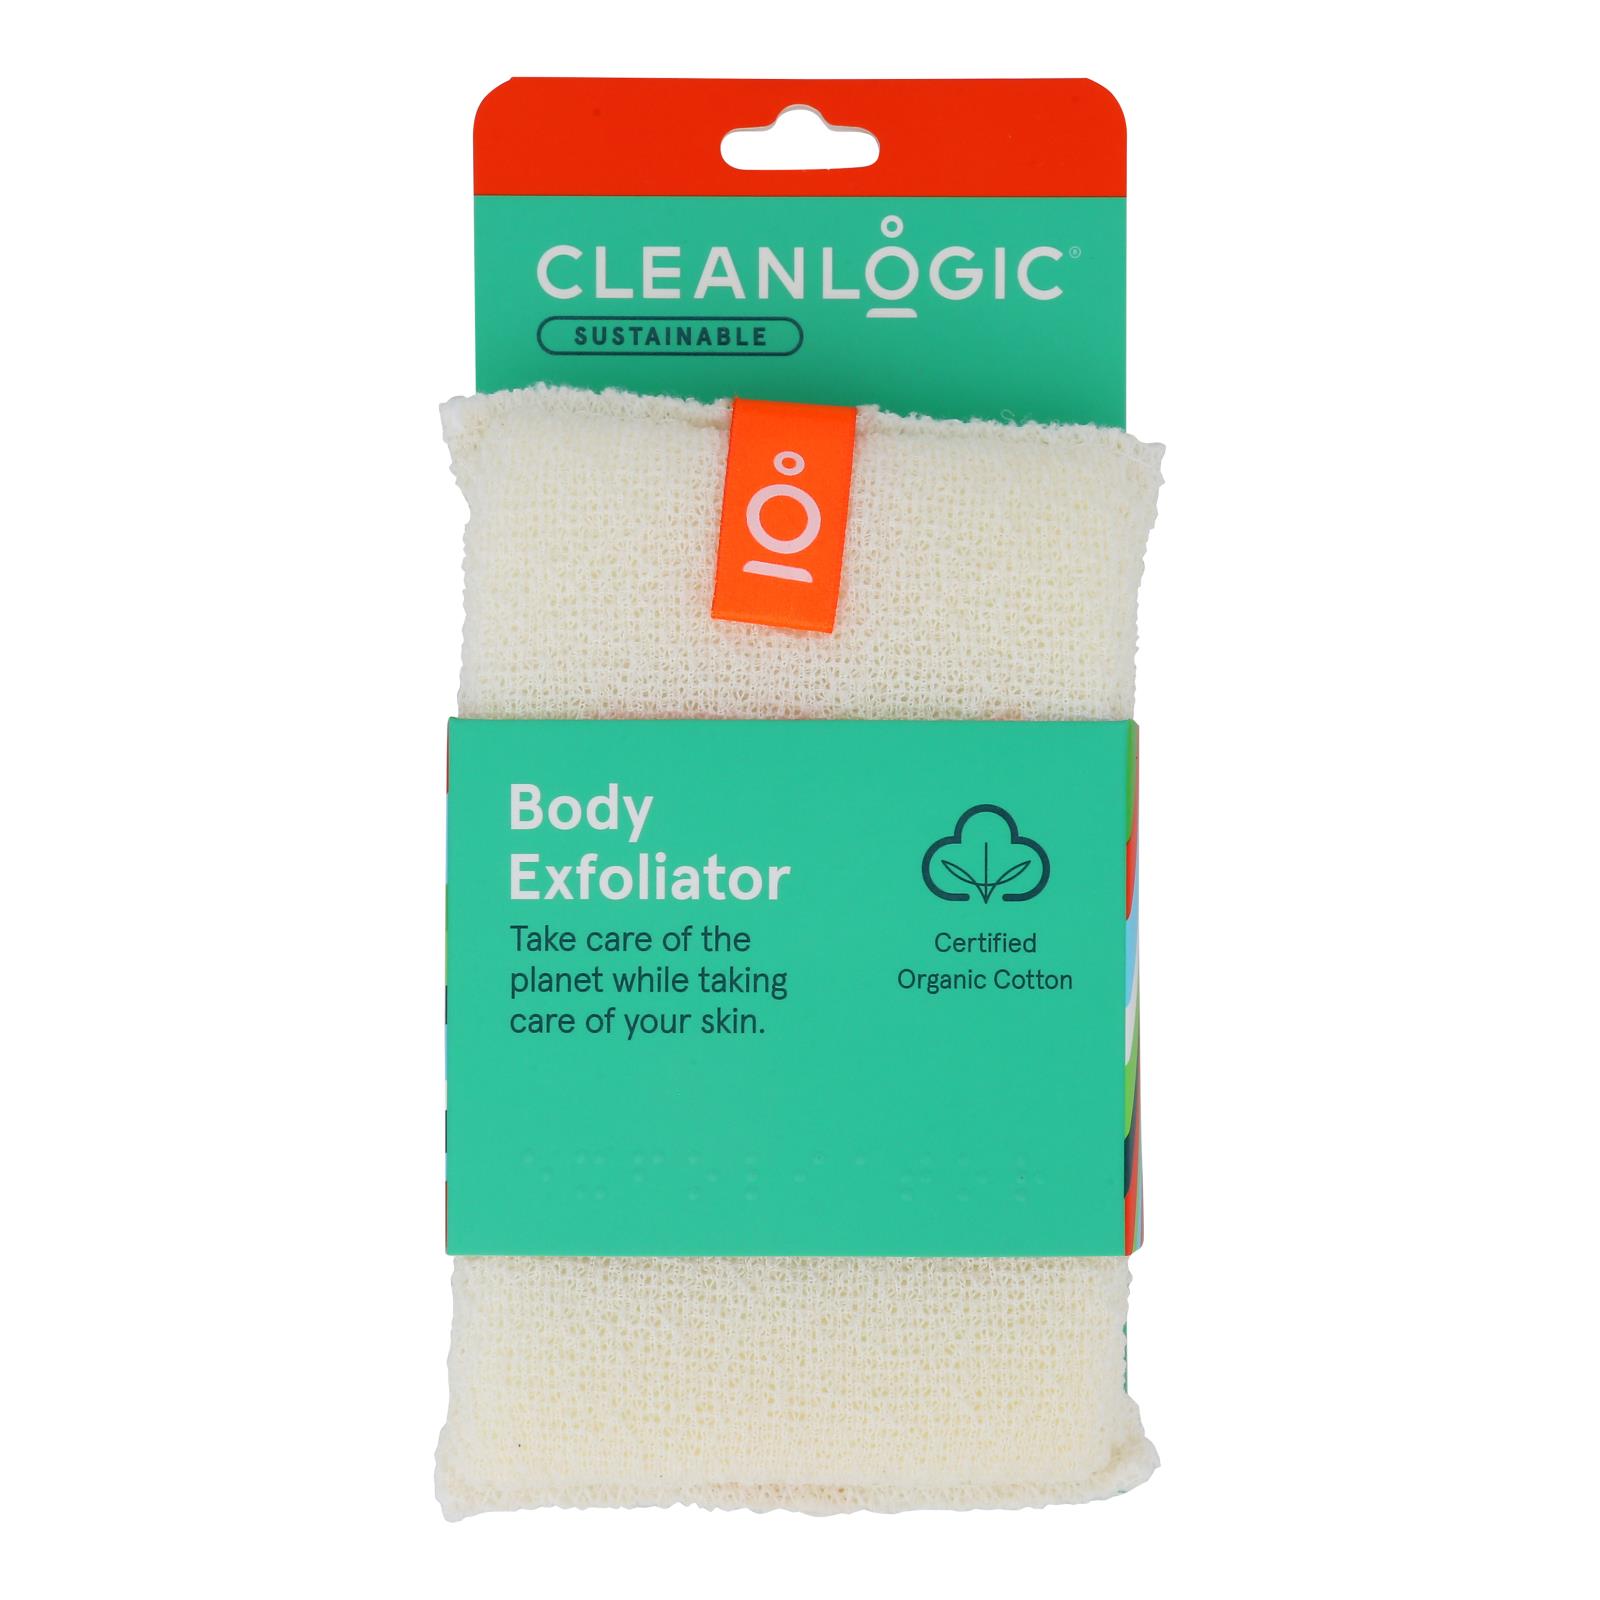 CLEANLOGIC®
SUSTAINABLE
Body
Exfoliator
Take care of the
planet while taking
care of your skin.
Certified
Organic Cotton